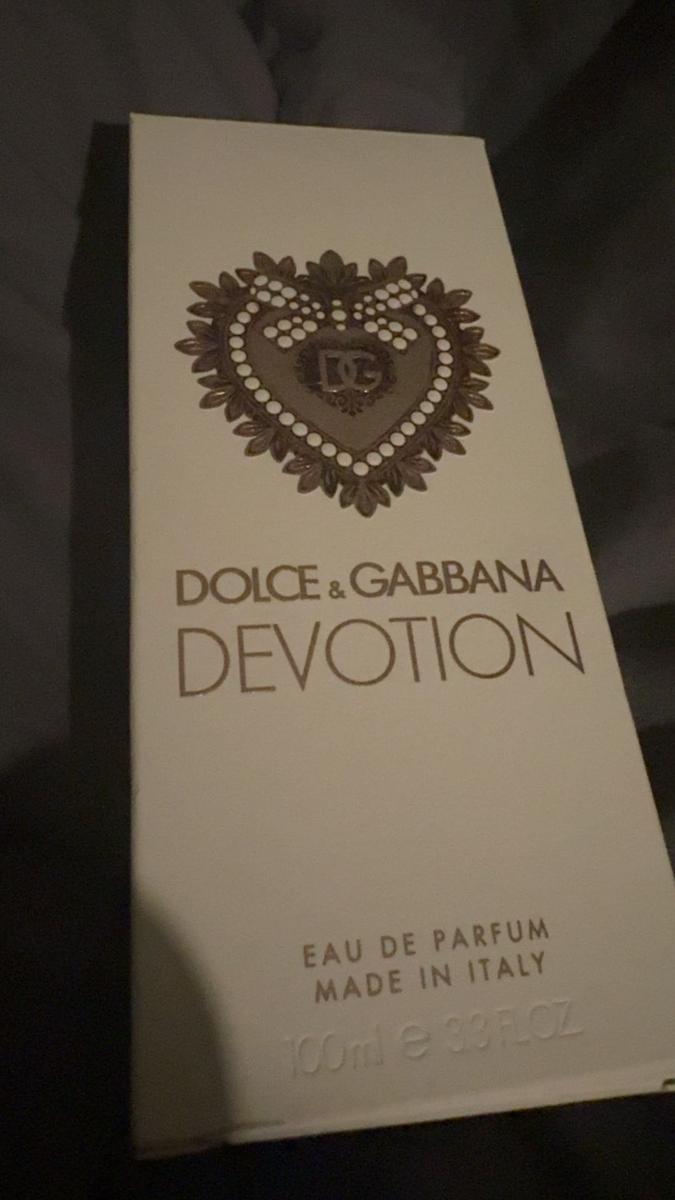 DG
DOLCE & GABBANA
DEVOTION
EAU DE PARFUM
MADE IN ITALY
100ml ℮ 3.3 FL.OZ